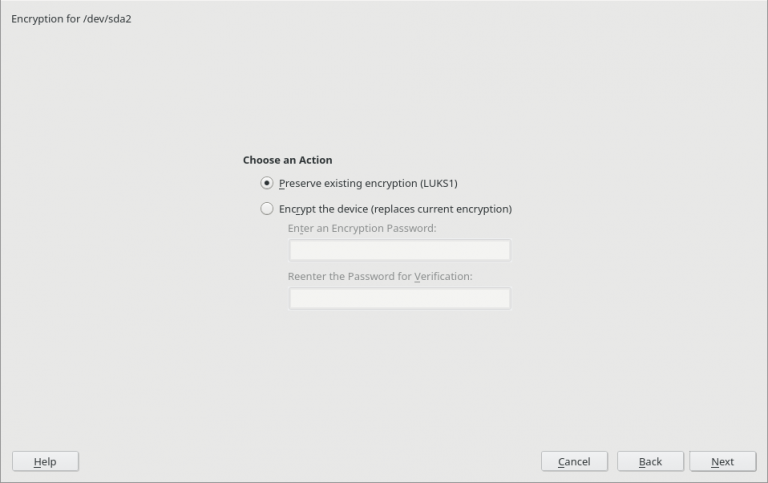 Encryption for /dev/sda2
Choose an Action
Preserve existing encryption (LUKS1)
Encrypt the device (replaces current encryption)
Enter an Encryption Password:
Reenter the Password for Verification:
Help Cancel Back Next